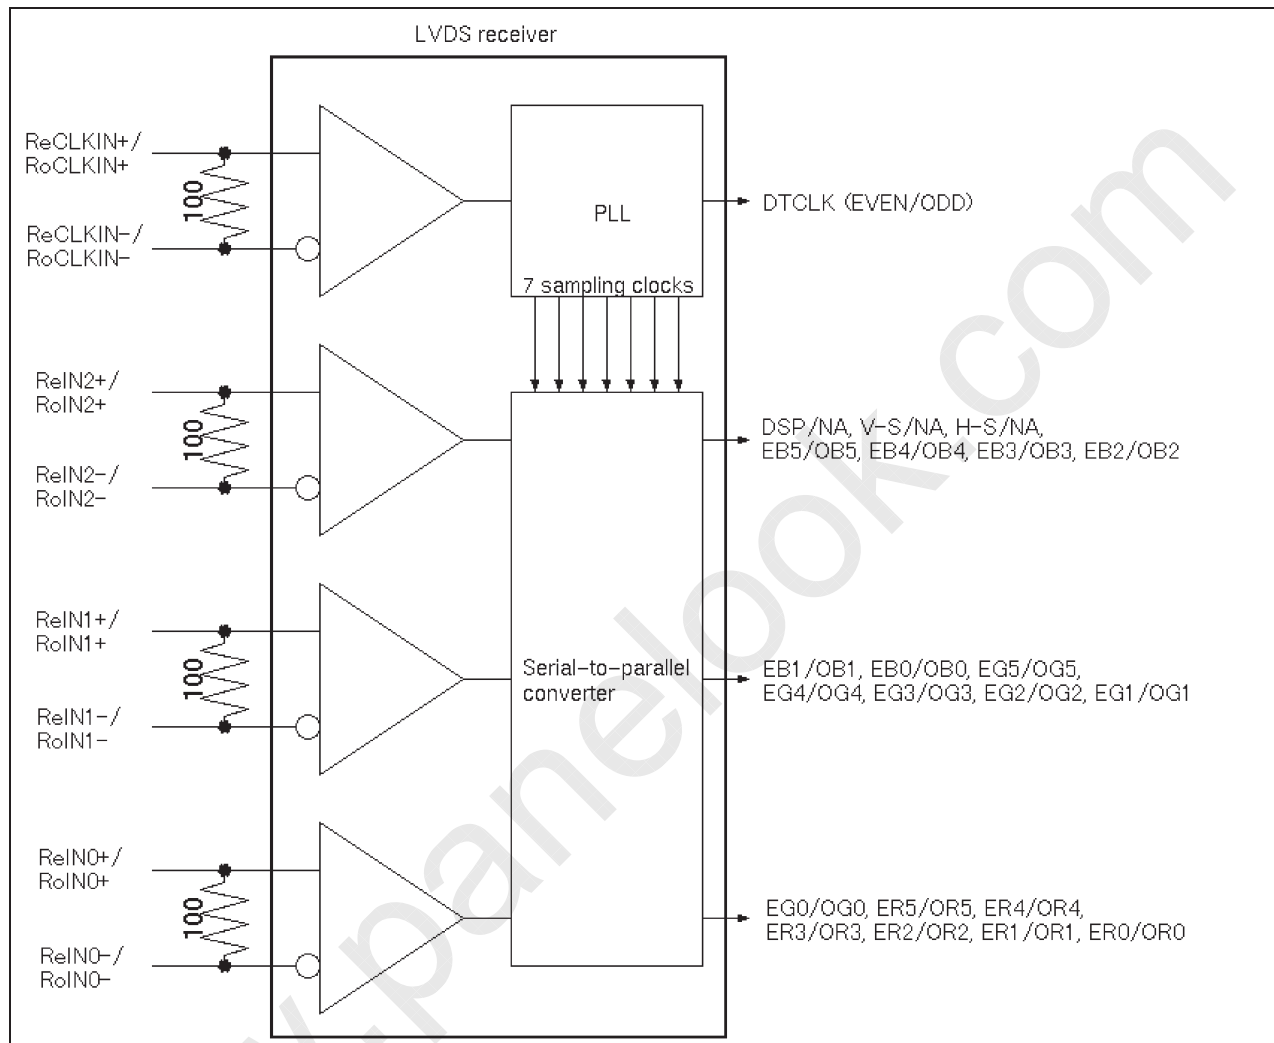 LVDS receiver
ReCLKIN+/
RoCLKIN+
100
ReCLKIN-/
RoCLKIN-
PLL
7 sampling clocks
DTCLK (EVEN/ODD)
ReIN2+/
RoIN2+
100
ReIN2-/
RoIN2-
DSP/NA, V-S/NA, H-S/NA,
EB5/OB5, EB4/OB4, EB3/OB3, EB2/OB2
ReIN1+/
RoIN1+
100
ReIN1-/
RoIN1-
Serial-to-parallel
converter
EB1/OB1, EB0/OB0, EG5/OG5,
EG4/OG4, EG3/OG3, EG2/OG2, EG1/OG1
ReIN0+/
RoIN0+
100
ReIN0-/
RoIN0-
EG0/OG0, ER5/OR5, ER4/OR4,
ER3/OR3, ER2/OR2, ER1/OR1, ER0/OR0
w.panelook.com